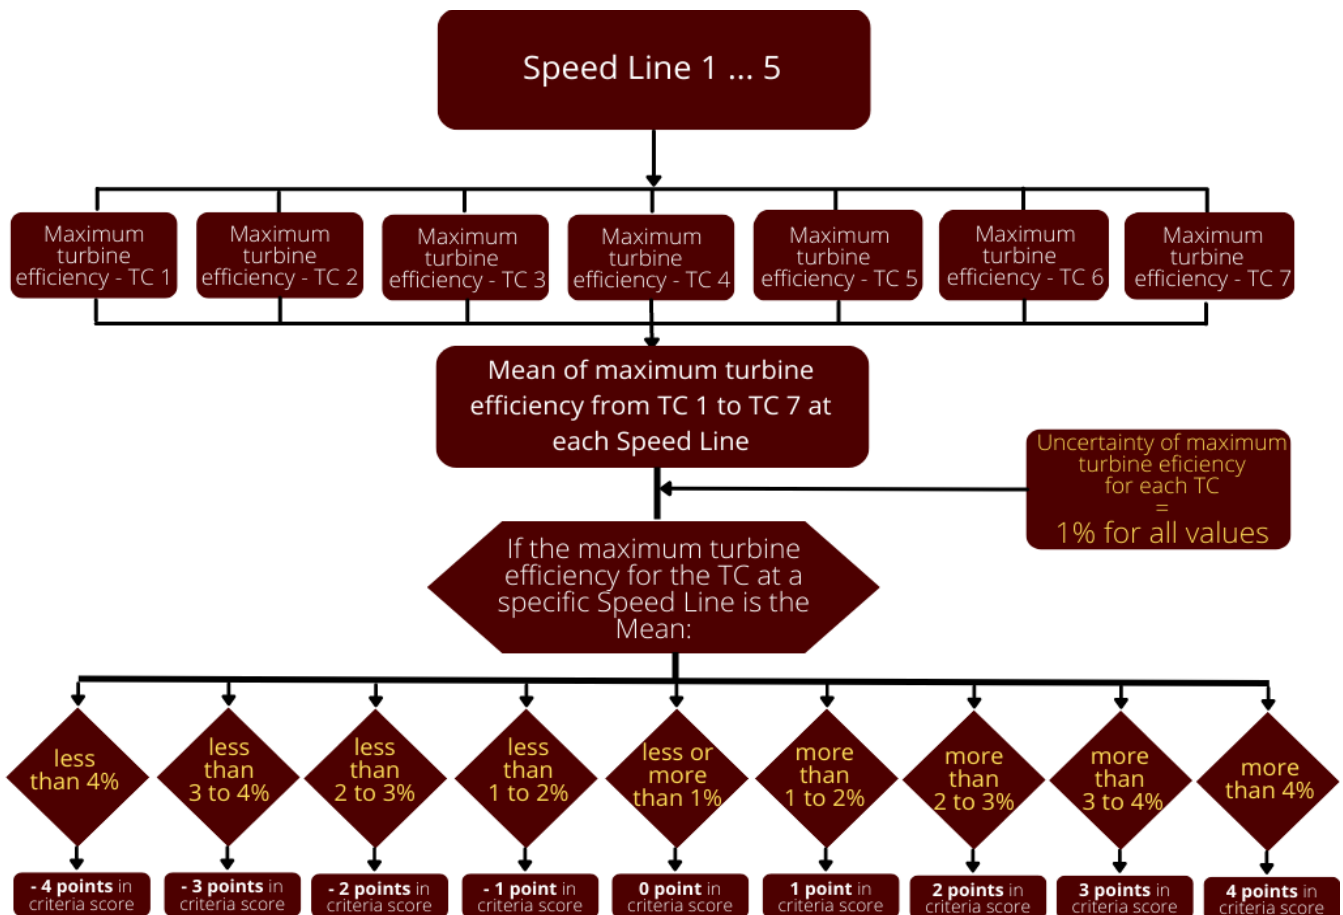 Speed Line 1 ... 5
Maximum
turbine
efficiency - TC 1
Maximum
turbine
efficiency - TC 2
Maximum
turbine
efficiency - TC 3
Maximum
turbine
efficiency - TC 4
Maximum
turbine
efficiency - TC 5
Maximum
turbine
efficiency - TC 6
Maximum
turbine
efficiency - TC 7
Mean of maximum turbine
efficiency from TC 1 to TC 7 at
each Speed Line
Uncertainty of maximum
turbine eficiency
for each TC
=
1% for all values
If the maximum turbine
efficiency for the TC at a
specific Speed Line is the
Mean:
less
than 4%
less
than
3 to 4%
less
than
2 to 3%
less
than
1 to 2%
less or
more
than 1%
more
than
1 to 2%
more
than
2 to 3%
more
than
3 to 4%
more
than 4%
- 4 points in
criteria score
- 3 points in
criteria score
- 2 points in
criteria score
- 1 point in
criteria score
0 point in
criteria score
1 point in
criteria score
2 points in
criteria score
3 points in
criteria score
4 points in
criteria score